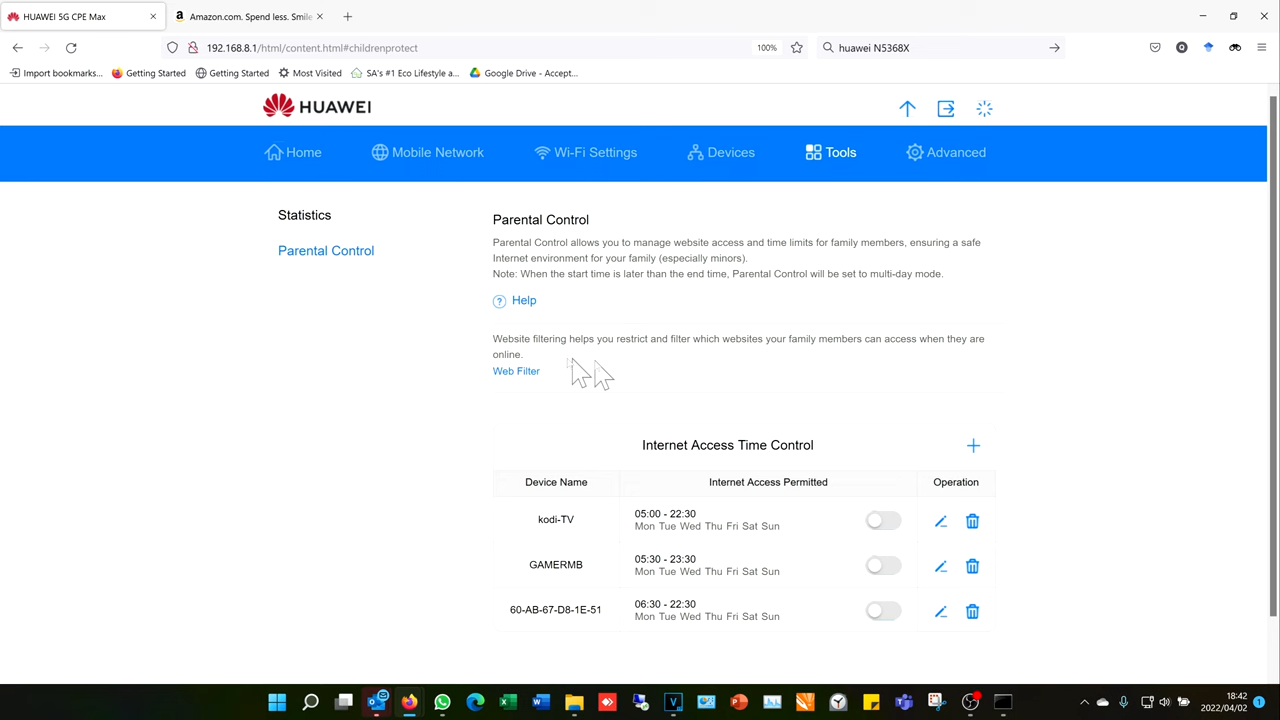 HUAWEI 5G CPE Max
Amazon.com. Spend less. Smile
192.168.8.1/html/content.html#childrenprotect
100%
huawei N5368X
Import bookmarks...
Getting Started
Getting Started
Most Visited
SA's #1 Eco Lifestyle a...
Google Drive - Accept...
HUAWEI
Home
Mobile Network
Wi-Fi Settings
Devices
Tools
Advanced
Statistics
Parental Control
Parental Control
Parental Control allows you to manage website access and time limits for family members, ensuring a safe
Internet environment for your family (especially minors).
Note: When the start time is later than the end time, Parental Control will be set to multi-day mode.
? Help
Website filtering helps you restrict and filter which websites your family members can access when they are
online.
Web Filter
Internet Access Time Control
Device Name
Internet Access Permitted
Operation
kodi-TV
05:00 - 22:30
Mon Tue Wed Thu Fri Sat Sun
GAMERMB
05:30 - 23:30
Mon Tue Wed Thu Fri Sat Sun
60-AB-67-D8-1E-51
06:30 - 22:30
Mon Tue Wed Thu Fri Sat Sun
18:42
2022/04/02